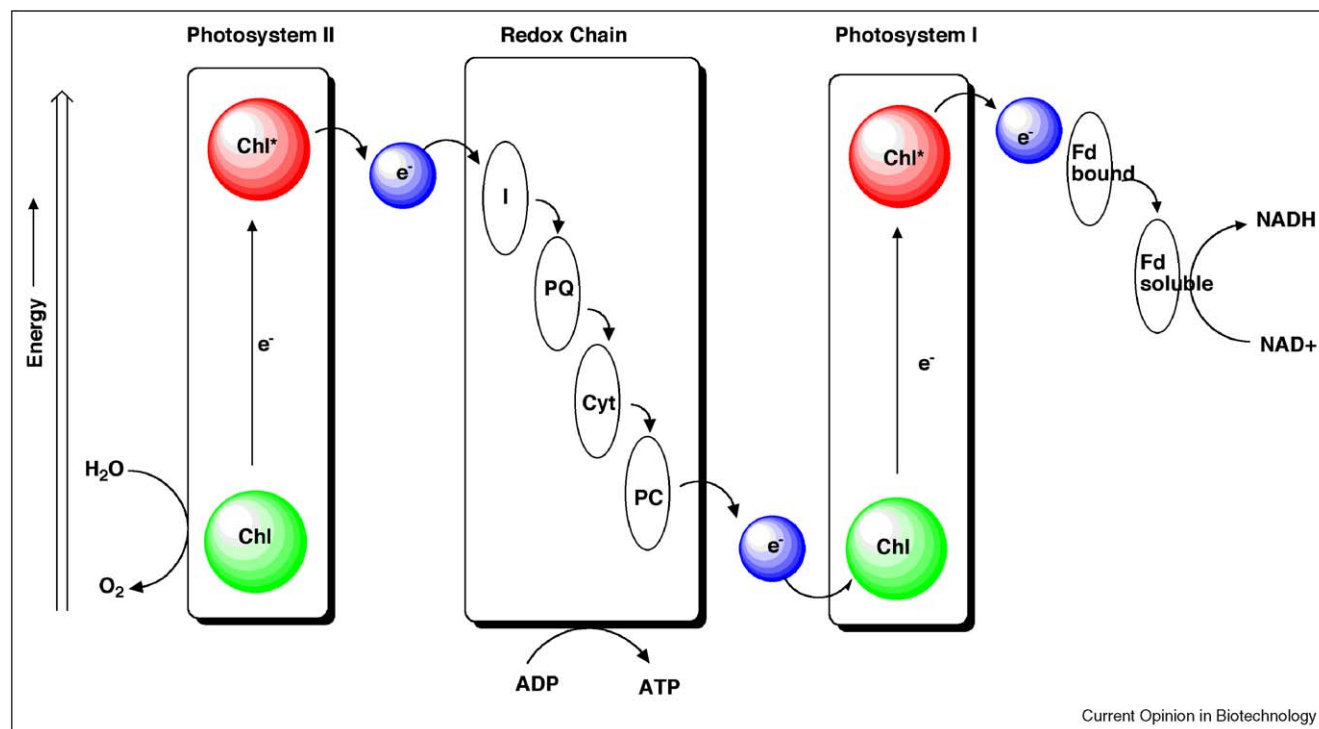 Photosystem II
Redox Chain
Photosystem I
Energy
Chl*
e-
I
PQ
Cyt
PC
e-
H₂O
Chl
O₂
ADP
ATP
e-
Chl*
e-
Chl
e-
Fd
bound
Fd
soluble
NADH
NAD+
Current Opinion in Biotechnology